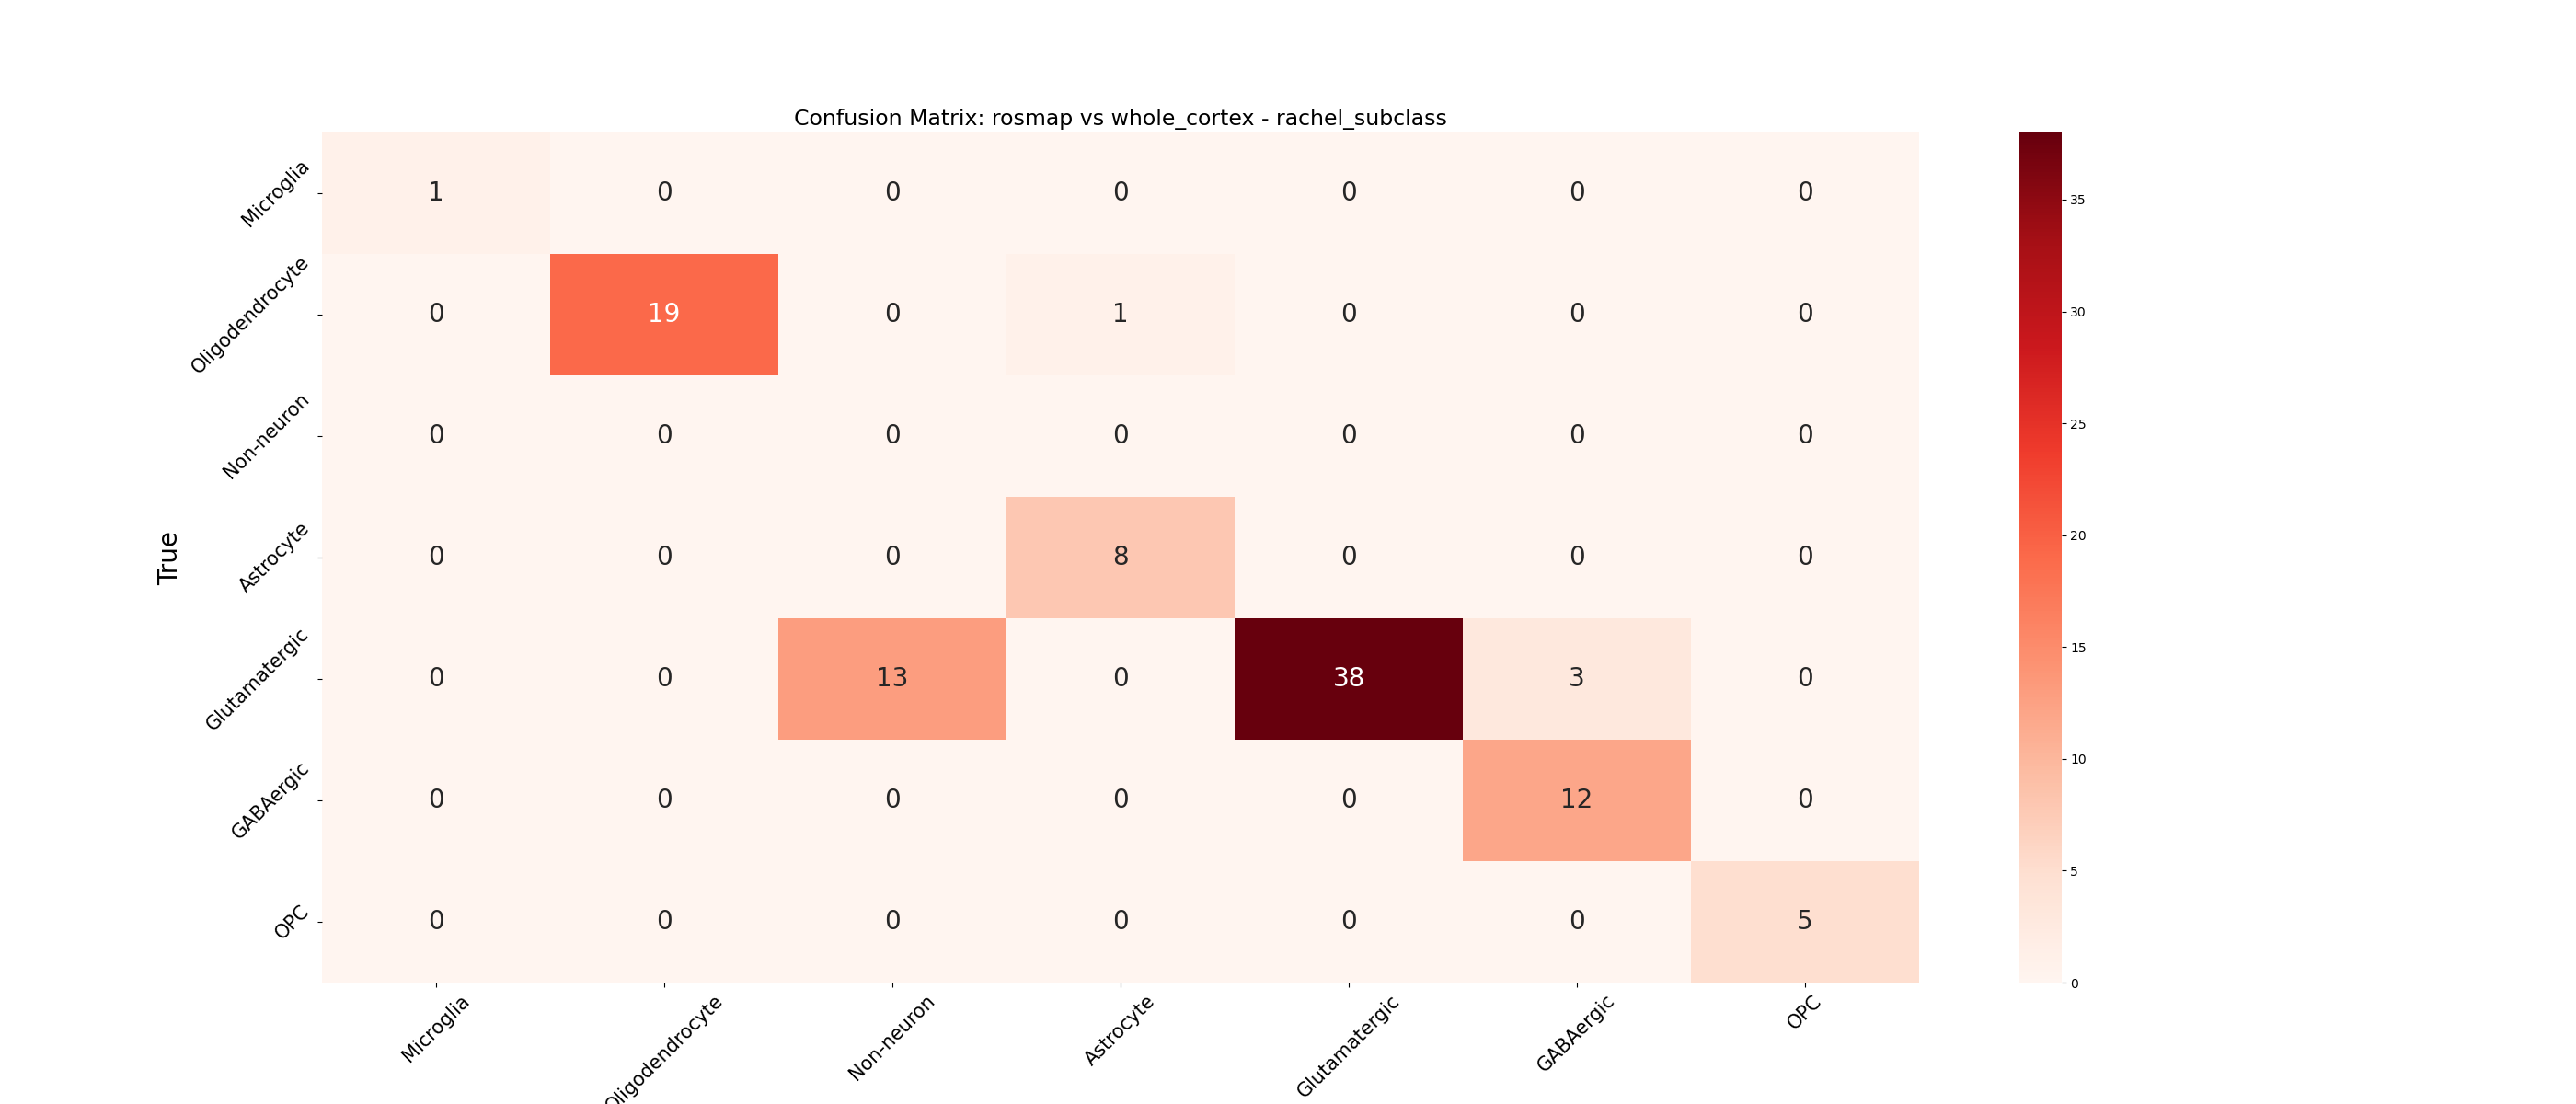 Confusion Matrix: rosmap vs whole_cortex - rachel_subclass
True
Microglia 1 0 0 0 0 0 0
Oligodendrocyte 0 19 0 1 0 0 0
Non-neuron 0 0 0 0 0 0 0
Astrocyte 0 0 0 8 0 0 0
Glutamatergic 0 0 13 0 38 3 0
GABAergic 0 0 0 0 0 12 0
OPC 0 0 0 0 0 0 5
Microglia Oligodendrocyte Non-neuron Astrocyte Glutamatergic GABAergic OPC
35
30
25
20
15
10
5
0